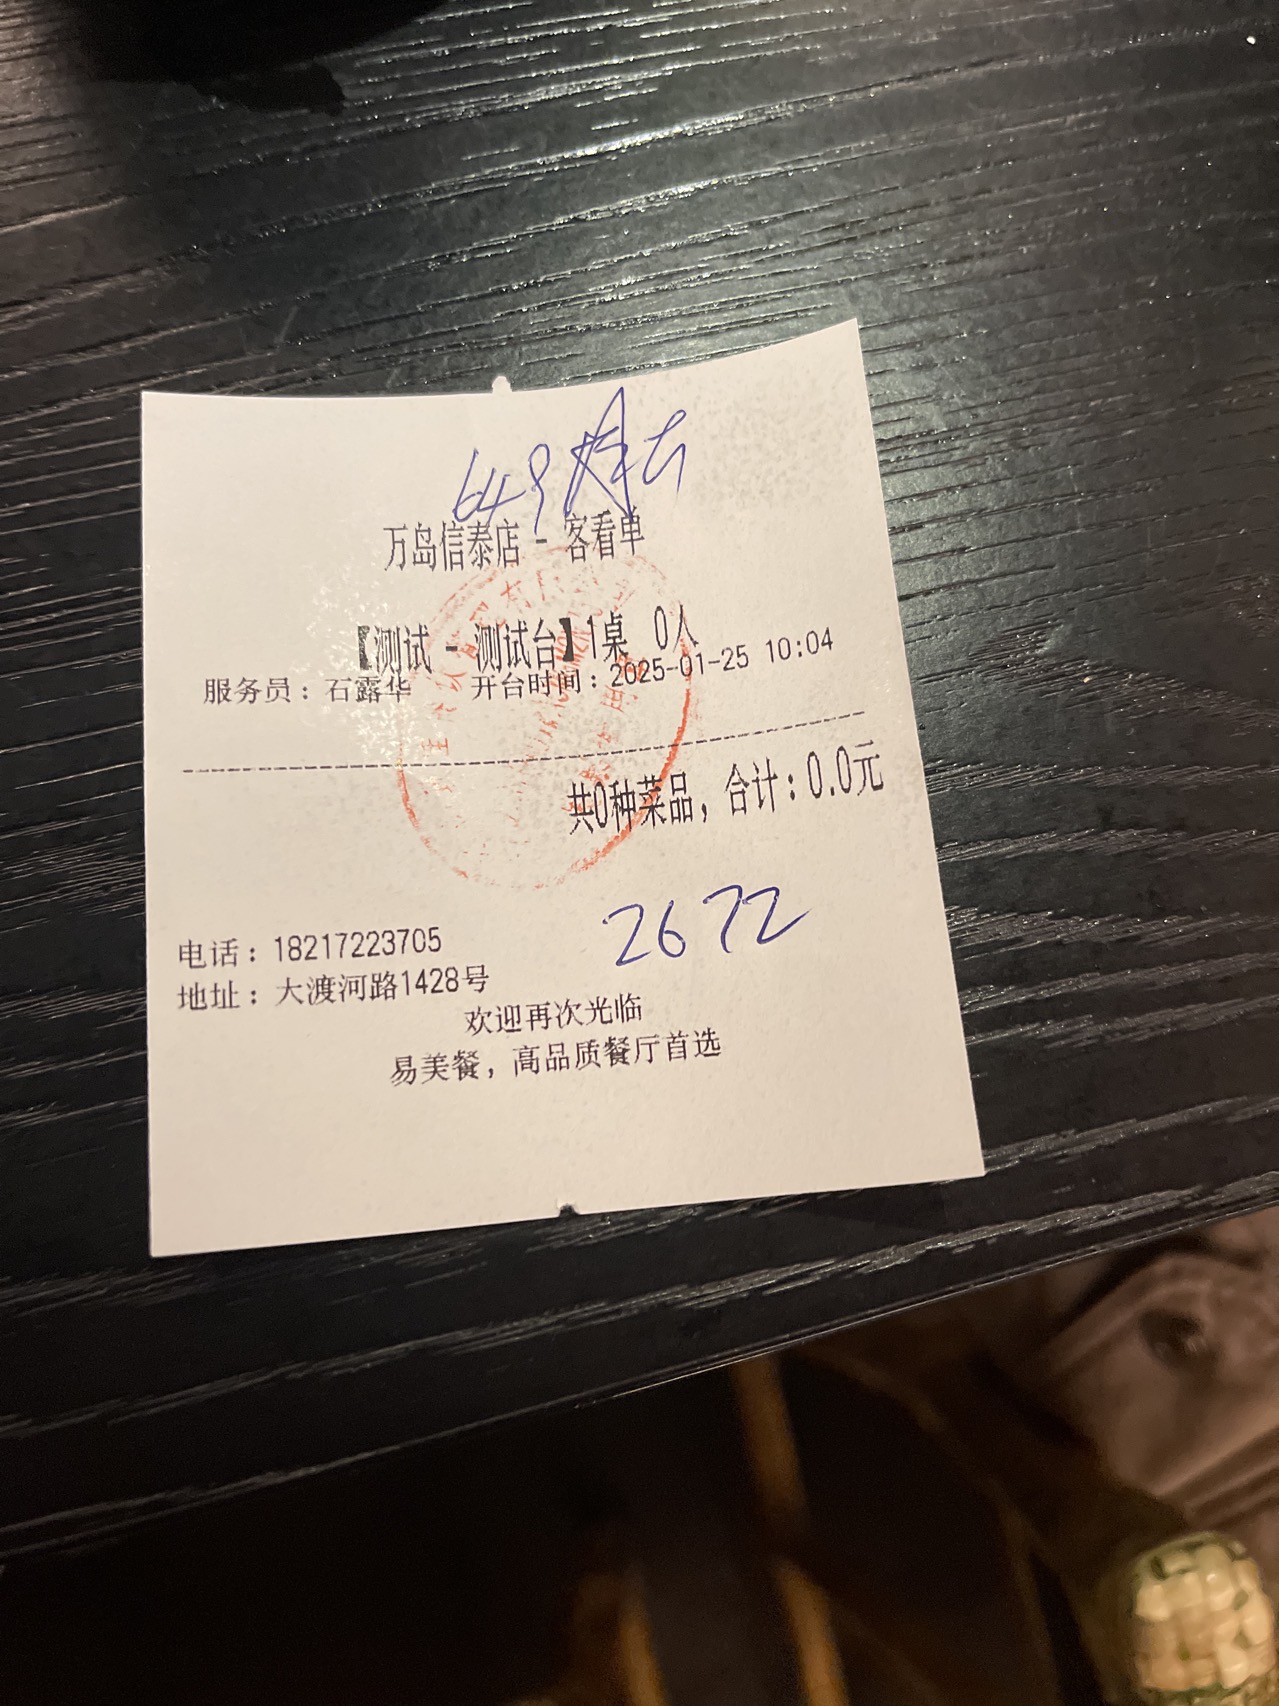 649
万岛信泰店 - 客看单
【测试 - 测试台】1桌 0人
服务员：石露华 开台时间：2025-01-25 10:04
共0种菜品，合计：0.0元
2672
电话：18217223705
地址：大渡河路1428号
欢迎再次光临
易美餐，高品质餐厅首选